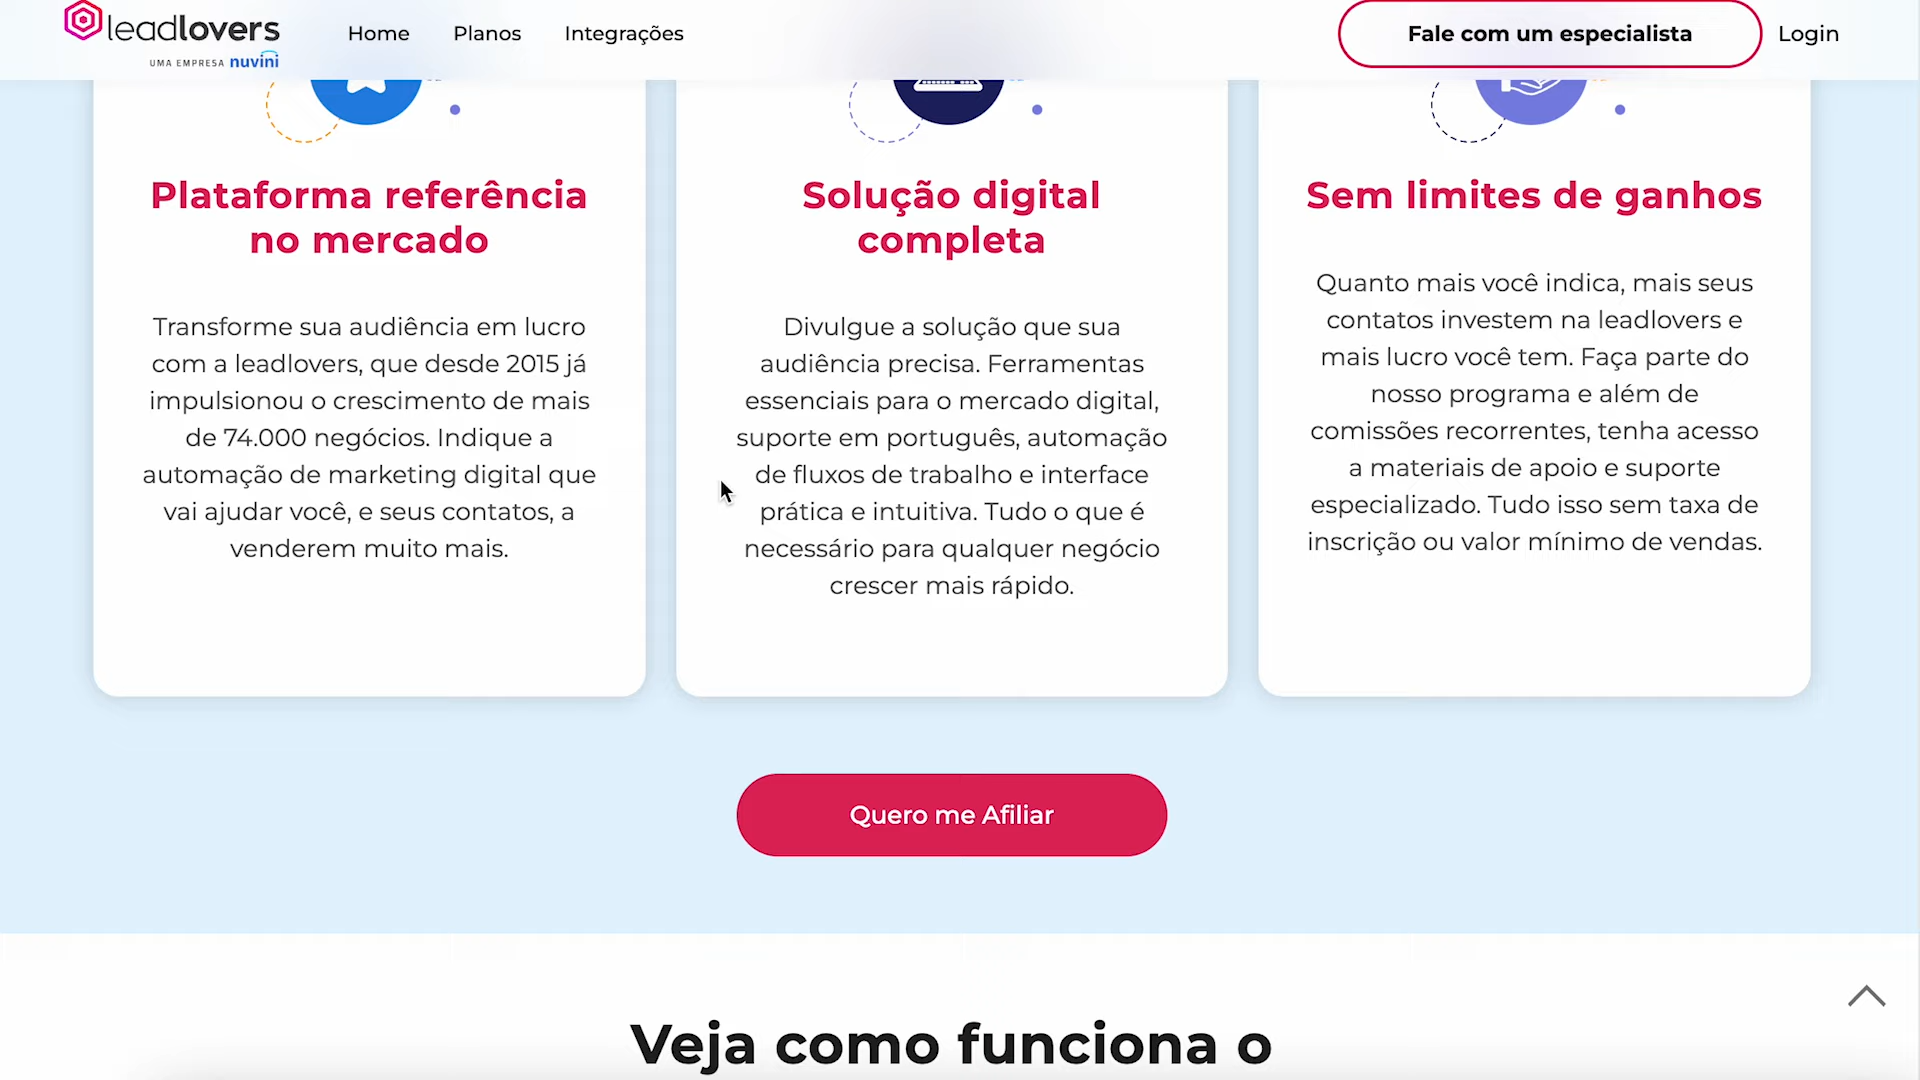 leadlovers
UMA EMPRESA nuvini
Home
Planos
Integrações
Fale com um especialista
Login
Plataforma referência
no mercado
Transforme sua audiência em lucro
com a leadlovers, que desde 2015 já
impulsionou o crescimento de mais
de 74.000 negócios. Indique a
automação de marketing digital que
vai ajudar você, e seus contatos, a
venderem muito mais.
Solução digital
completa
Divulgue a solução que sua
audiência precisa. Ferramentas
essenciais para o mercado digital,
suporte em português, automação
de fluxos de trabalho e interface
prática e intuitiva. Tudo o que é
necessário para qualquer negócio
crescer mais rápido.
Sem limites de ganhos
Quanto mais você indica, mais seus
contatos investem na leadlovers e
mais lucro você tem. Faça parte do
nosso programa e além de
comissões recorrentes, tenha acesso
a materiais de apoio e suporte
especializado. Tudo isso sem taxa de
inscrição ou valor mínimo de vendas.
Quero me Afiliar
Veja como funciona o